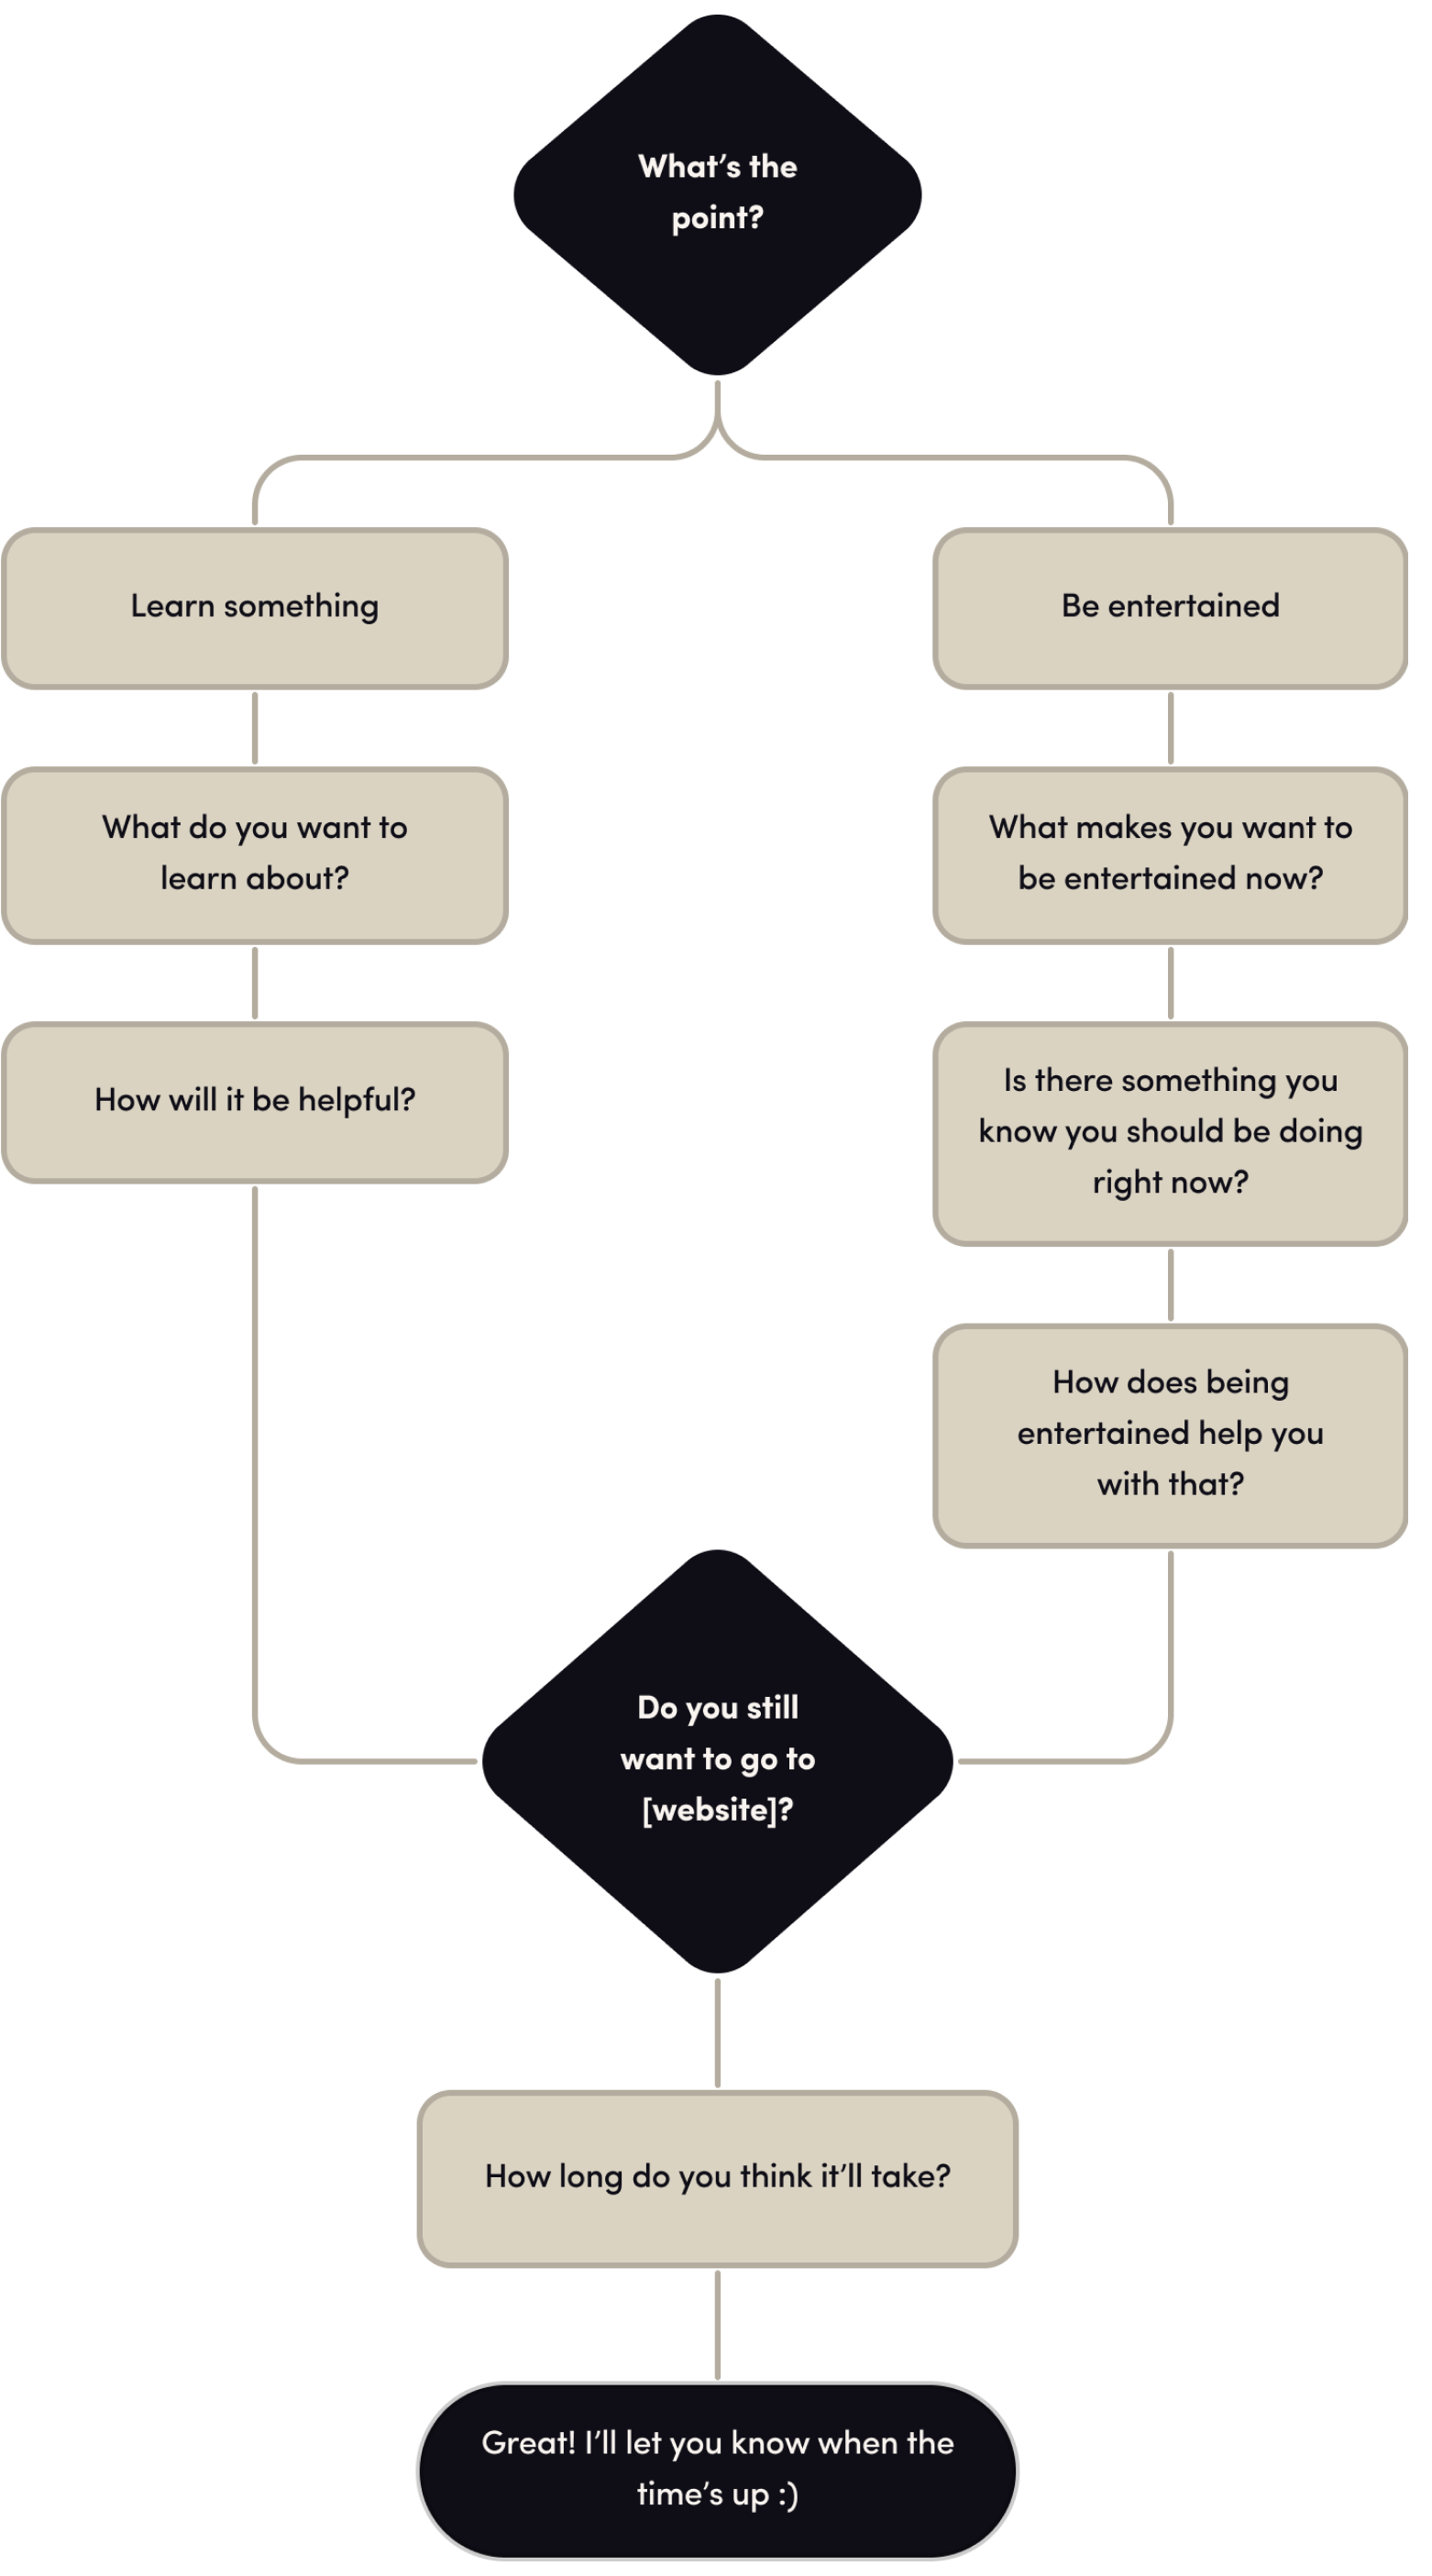 What’s the
point?
Learn something
Be entertained
What do you want to
learn about?
What makes you want to
be entertained now?
How will it be helpful?
Is there something you
know you should be doing
right now?
How does being
entertained help you
with that?
Do you still
want to go to
[website]?
How long do you think it’ll take?
Great! I’ll let you know when the
time’s up :)